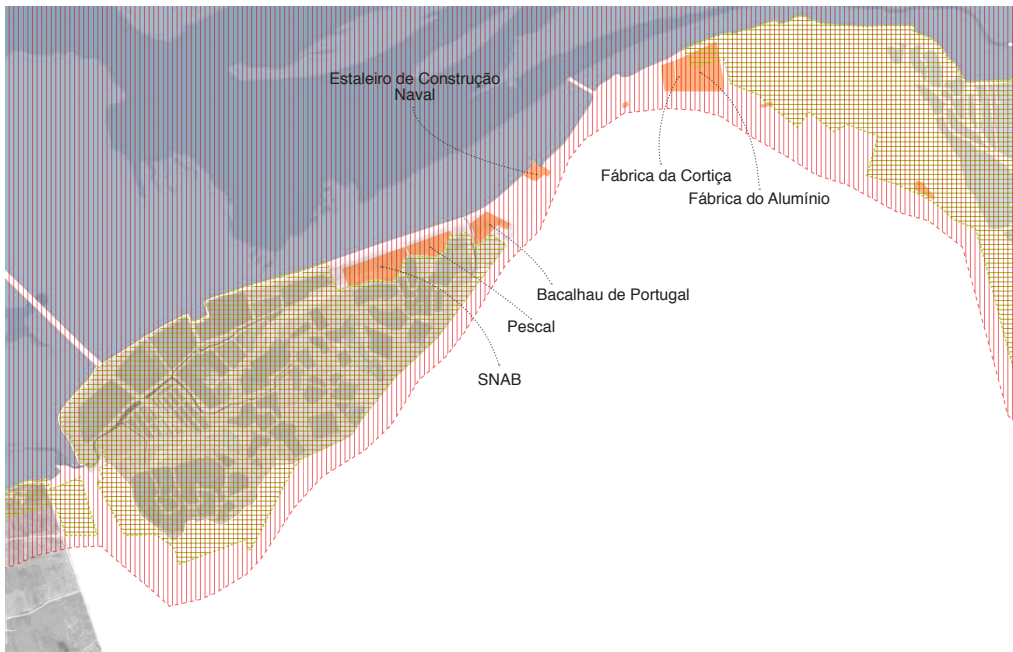 Estaleiro de Construção
Naval
Fábrica da Cortiça
Fábrica do Alumínio
Bacalhau de Portugal
Pescal
SNAB